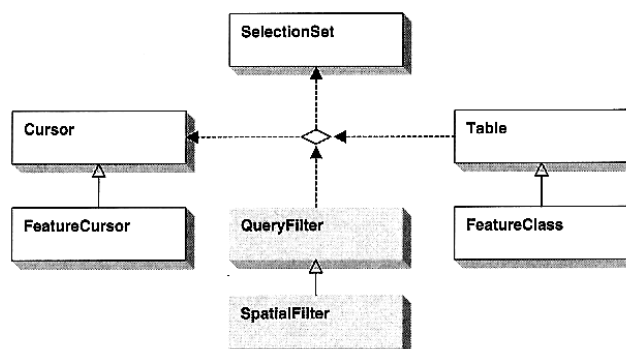 SelectionSet
Cursor
Table
FeatureCursor
QueryFilter
FeatureClass
SpatialFilter